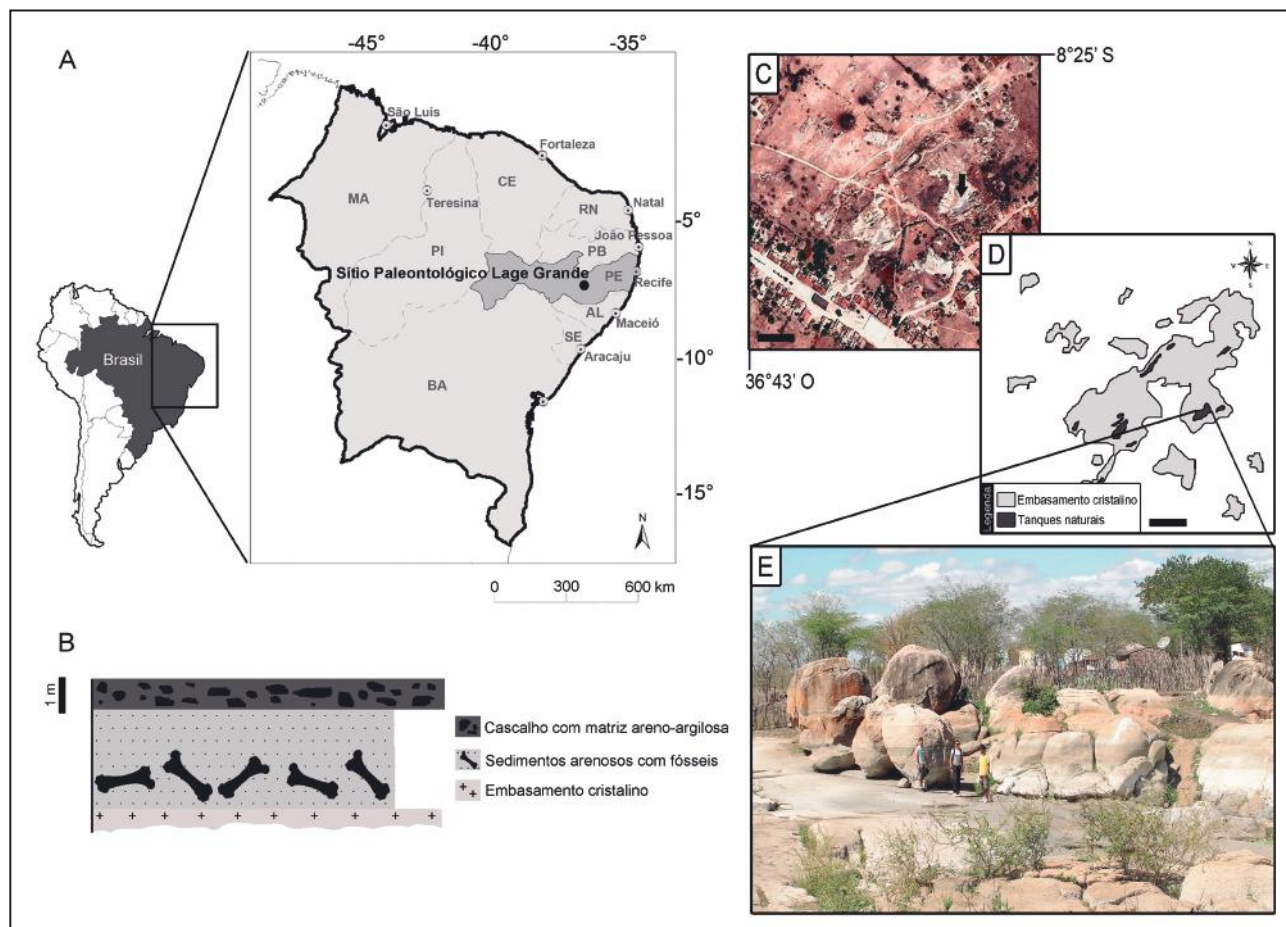 A
-45°
-40°
-35°
São Luís
Fortaleza
MA
Teresina
CE
RN
Natal
-5°
João Pessoa
PB
PI
Sítio Paleontológico Lage Grande
PE
Recife
AL
Maceió
SE
Aracaju
-10°
BA
-15°
Brasil
N
0 300 600 km
B
1 m
Cascalho com matriz areno-argilosa
Sedimentos arenosos com fósseis
Embasamento cristalino
C
8°25' S
36°43' O
D
N
W E
S
Legenda
Embasamento cristalino
Tanques naturais
E